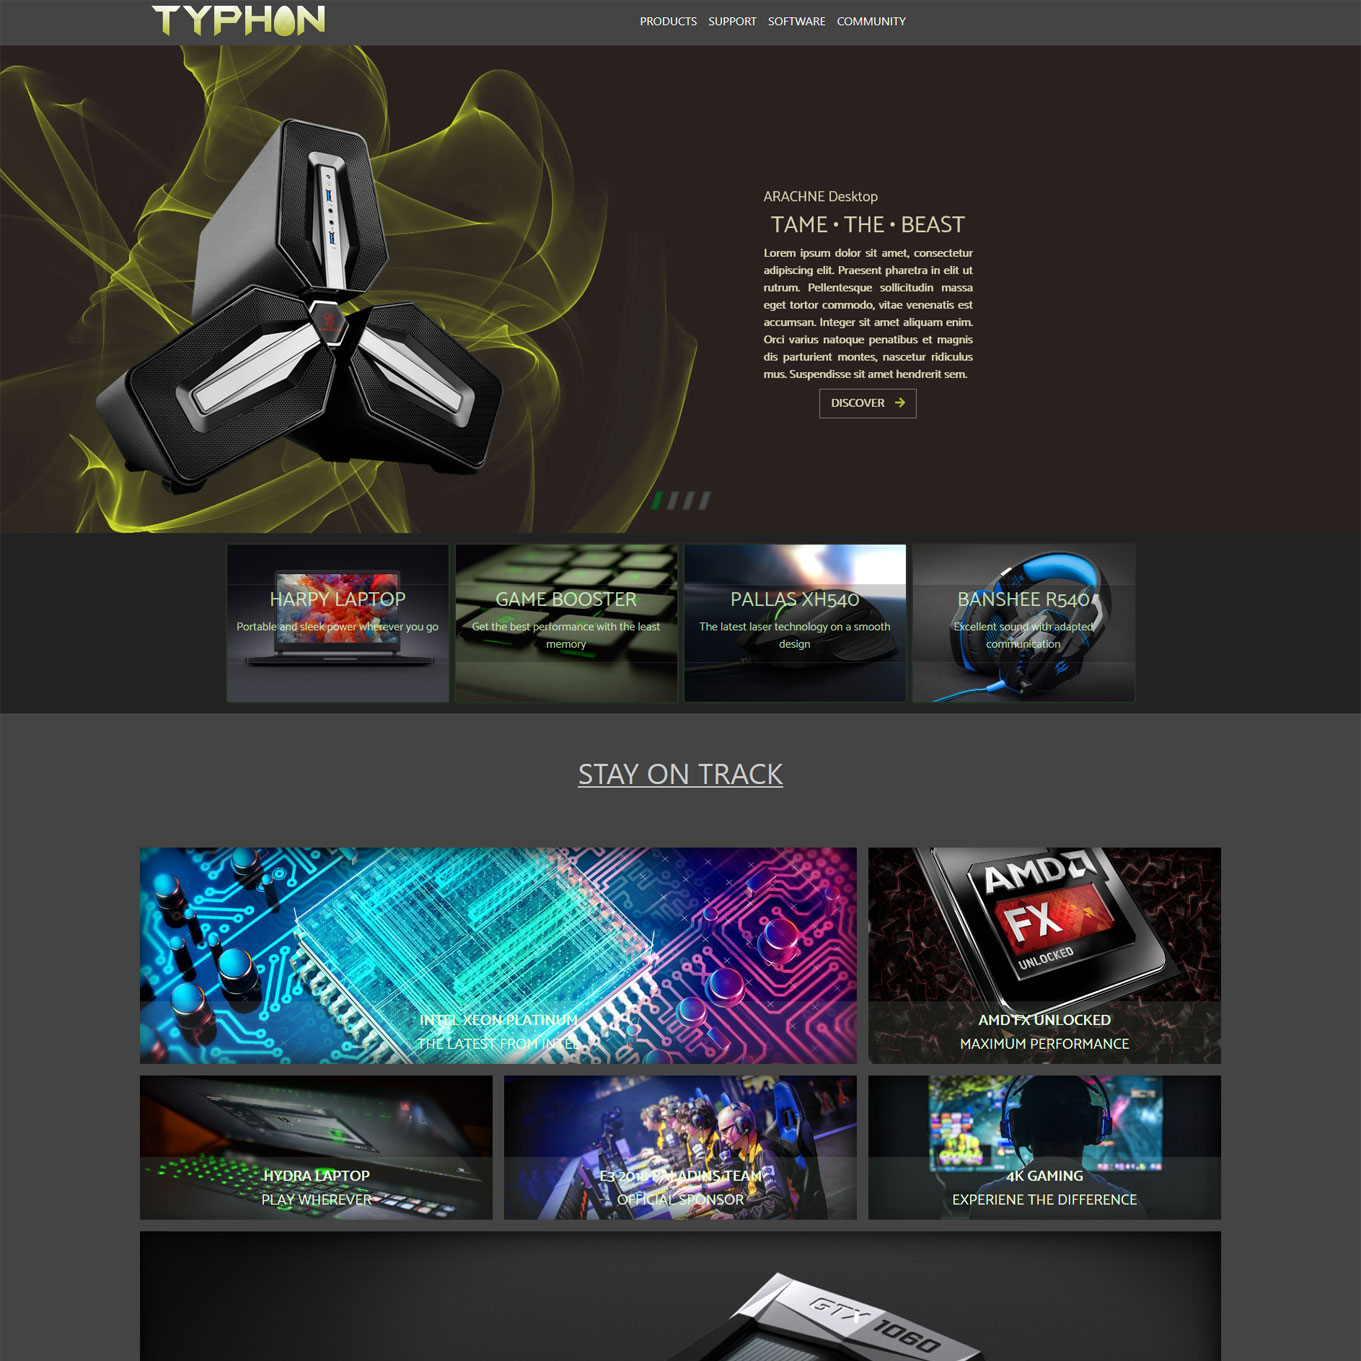 TYPHON
PRODUCTS SUPPORT SOFTWARE COMMUNITY
ARACHNE Desktop
TAME • THE • BEAST
Lorem ipsum dolor sit amet, consectetur
adipiscing elit. Praesent pharetra in elit ut
rutrum. Pellentesque sollicitudin massa
eget tortor commodo, vitae venenatis est
accumsan. Integer sit amet aliquam enim.
Orci varius natoque penatibus et magnis
dis parturient montes, nascetur ridiculus
mus. Suspendisse sit amet hendrerit sem.
DISCOVER →
HARPY LAPTOP
Portable and sleek power wherever you go
GAME BOOSTER
Get the best performance with the least
memory
PALLAS XH540
The latest laser technology on a smooth
design
BANSHEE R540
Excellent sound with adapted
communication
STAY ON TRACK
INTEL XEON PLATINUM
THE LATEST FROM INTEL
AMD
FX
UNLOCKED
AMD FX UNLOCKED
MAXIMUM PERFORMANCE
HYDRA LAPTOP
PLAY WHEREVER
E3 2018 PALADINS TEAM
OFFICIAL SPONSOR
4K GAMING
EXPERIENE THE DIFFERENCE
GTX 1060